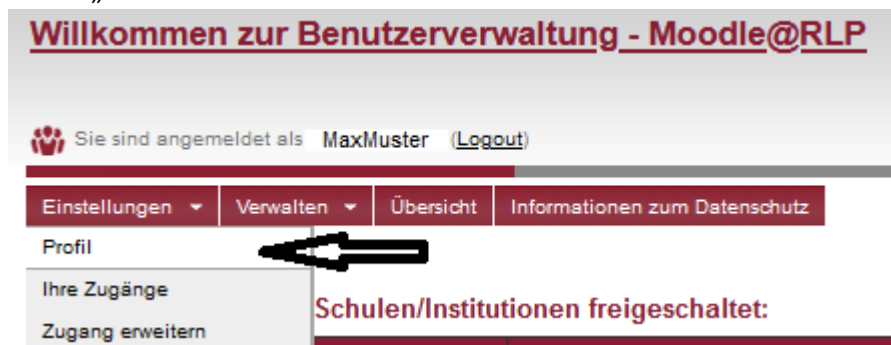 „
Willkommen zur Benutzerverwaltung - Moodle@RLP
Sie sind angemeldet als MaxMuster (Logout)
Einstellungen Verwalten Übersicht Informationen zum Datenschutz
Profil
Ihre Zugänge
Schulen/Institutionen freigeschaltet:
Zugang erweitern